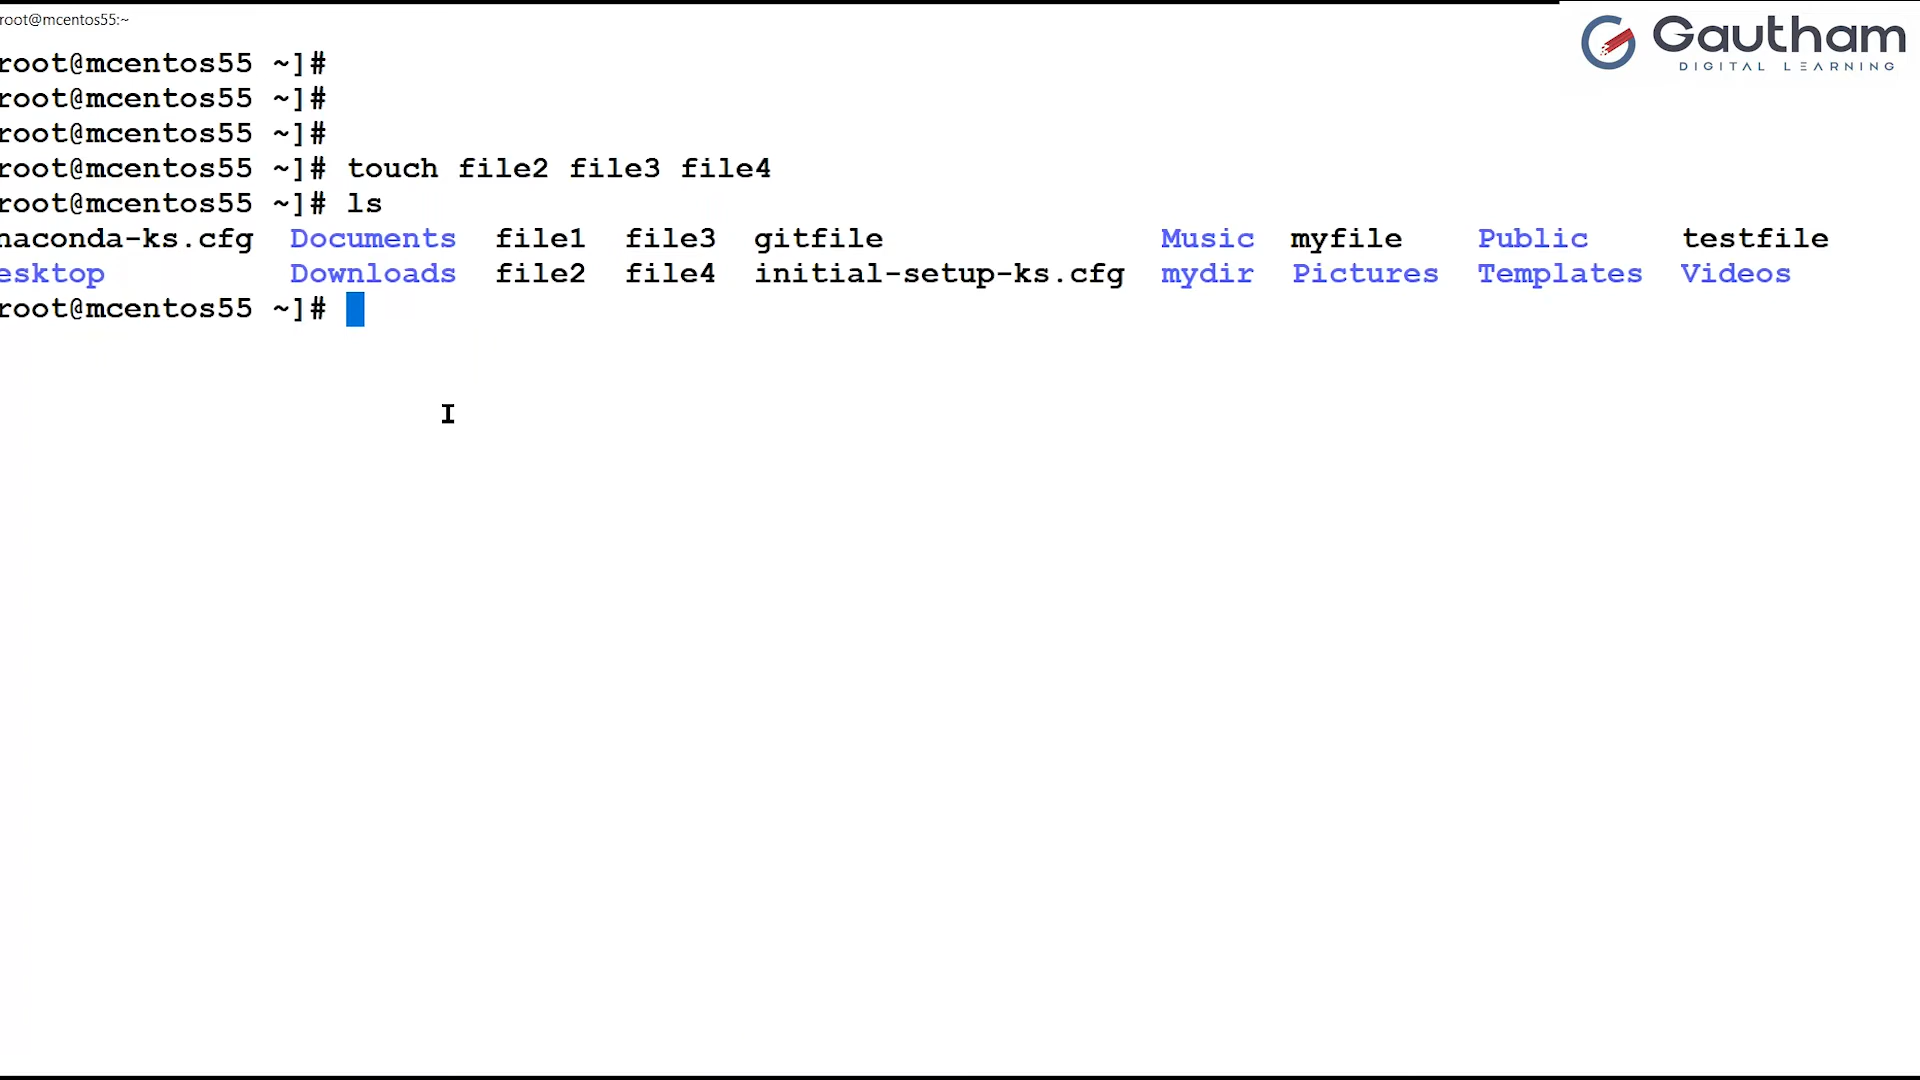 root@mcentos55:~
Gautham
DIGITAL LEARNING
root@mcentos55 ~]#
root@mcentos55 ~]#
root@mcentos55 ~]#
root@mcentos55 ~]# touch file2 file3 file4
root@mcentos55 ~]# ls
naconda-ks.cfg Documents file1 file3 gitfile Music myfile Public testfile
esktop Downloads file2 file4 initial-setup-ks.cfg mydir Pictures Templates Videos
root@mcentos55 ~]#